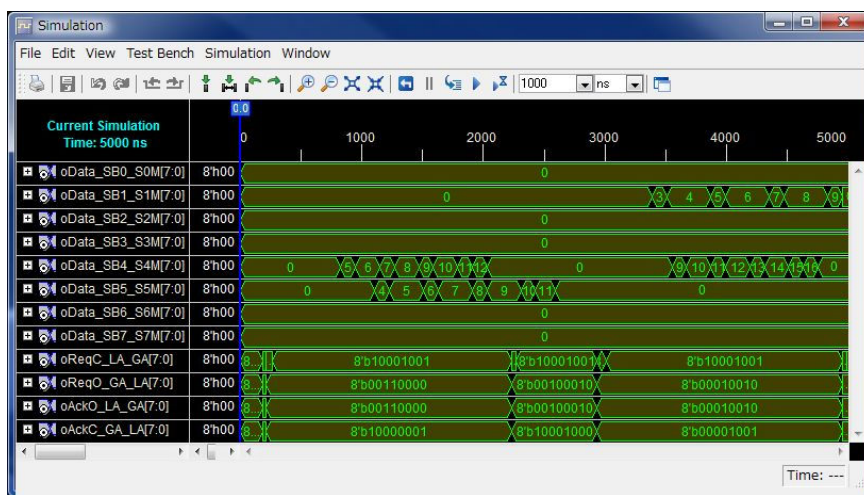 Simulation
File Edit View Test Bench Simulation Window
1000 ns
0.0
Current Simulation
Time: 5000 ns
0 1000 2000 3000 4000 5000
oData_SB0_S0M[7:0] 8'h00 0
oData_SB1_S1M[7:0] 8'h00 0 3 4 5 6 7 8 9
oData_SB2_S2M[7:0] 8'h00 0
oData_SB3_S3M[7:0] 8'h00 0
oData_SB4_S4M[7:0] 8'h00 0 5 6 7 8 9 10 11 12 0 9 10 11 12 13 14 15 16 0
oData_SB5_S5M[7:0] 8'h00 0 4 5 6 7 8 9 10 11 0
oData_SB6_S6M[7:0] 8'h00 0
oData_SB7_S7M[7:0] 8'h00 0
oReqC_LA_GA[7:0] 8'h00 8... 8'b10001001 8'b10001001 8'b10001001
oReqO_GA_LA[7:0] 8'h00 8... 8'b00110000 8'b00100010 8'b00010010
oAckO_LA_GA[7:0] 8'h00 8... 8'b00110000 8'b00100010 8'b00010010
oAckC_GA_LA[7:0] 8'h00 8... 8'b10000001 8'b10001000 8'b00001001
Time: ---